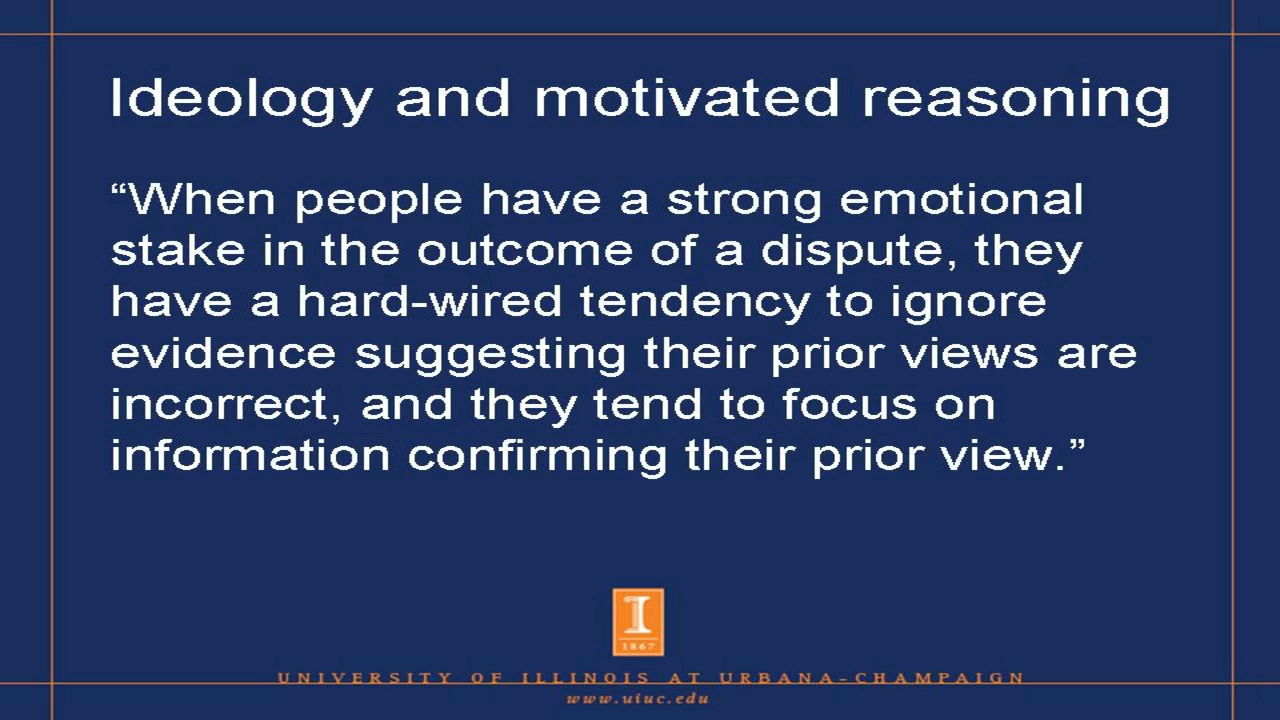 Ideology and motivated reasoning
“When people have a strong emotional
stake in the outcome of a dispute, they
have a hard-wired tendency to ignore
evidence suggesting their prior views are
incorrect, and they tend to focus on
information confirming their prior view.”
I
1867
UNIVERSITY OF ILLINOIS AT URBANA-CHAMPAIGN
www.uiuc.edu